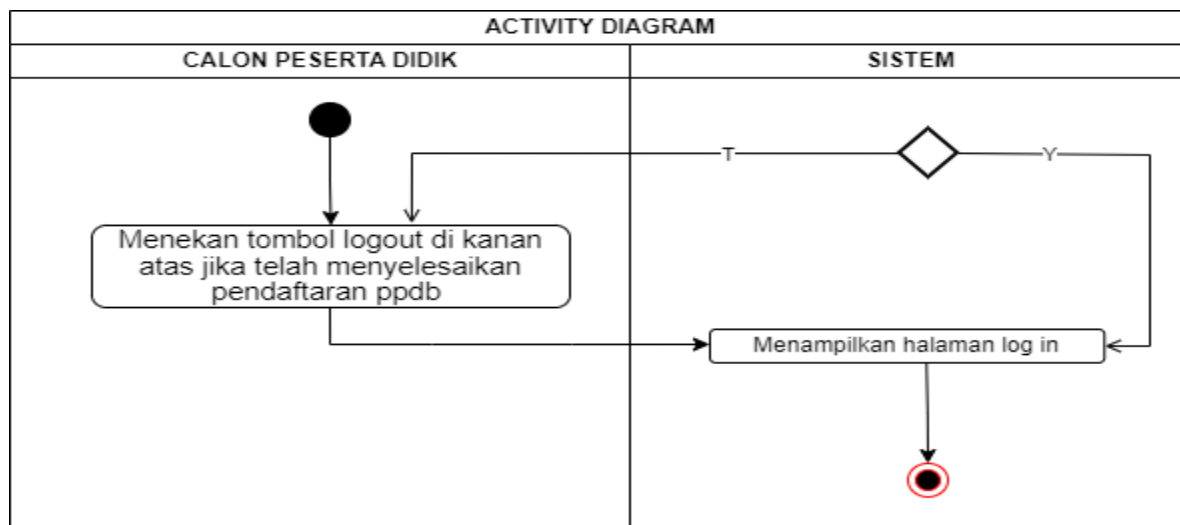 ACTIVITY DIAGRAM
CALON PESERTA DIDIK
SISTEM
T
Y
Menekan tombol logout di kanan
atas jika telah menyelesaikan
pendaftaran ppdb
Menampilkan halaman log in